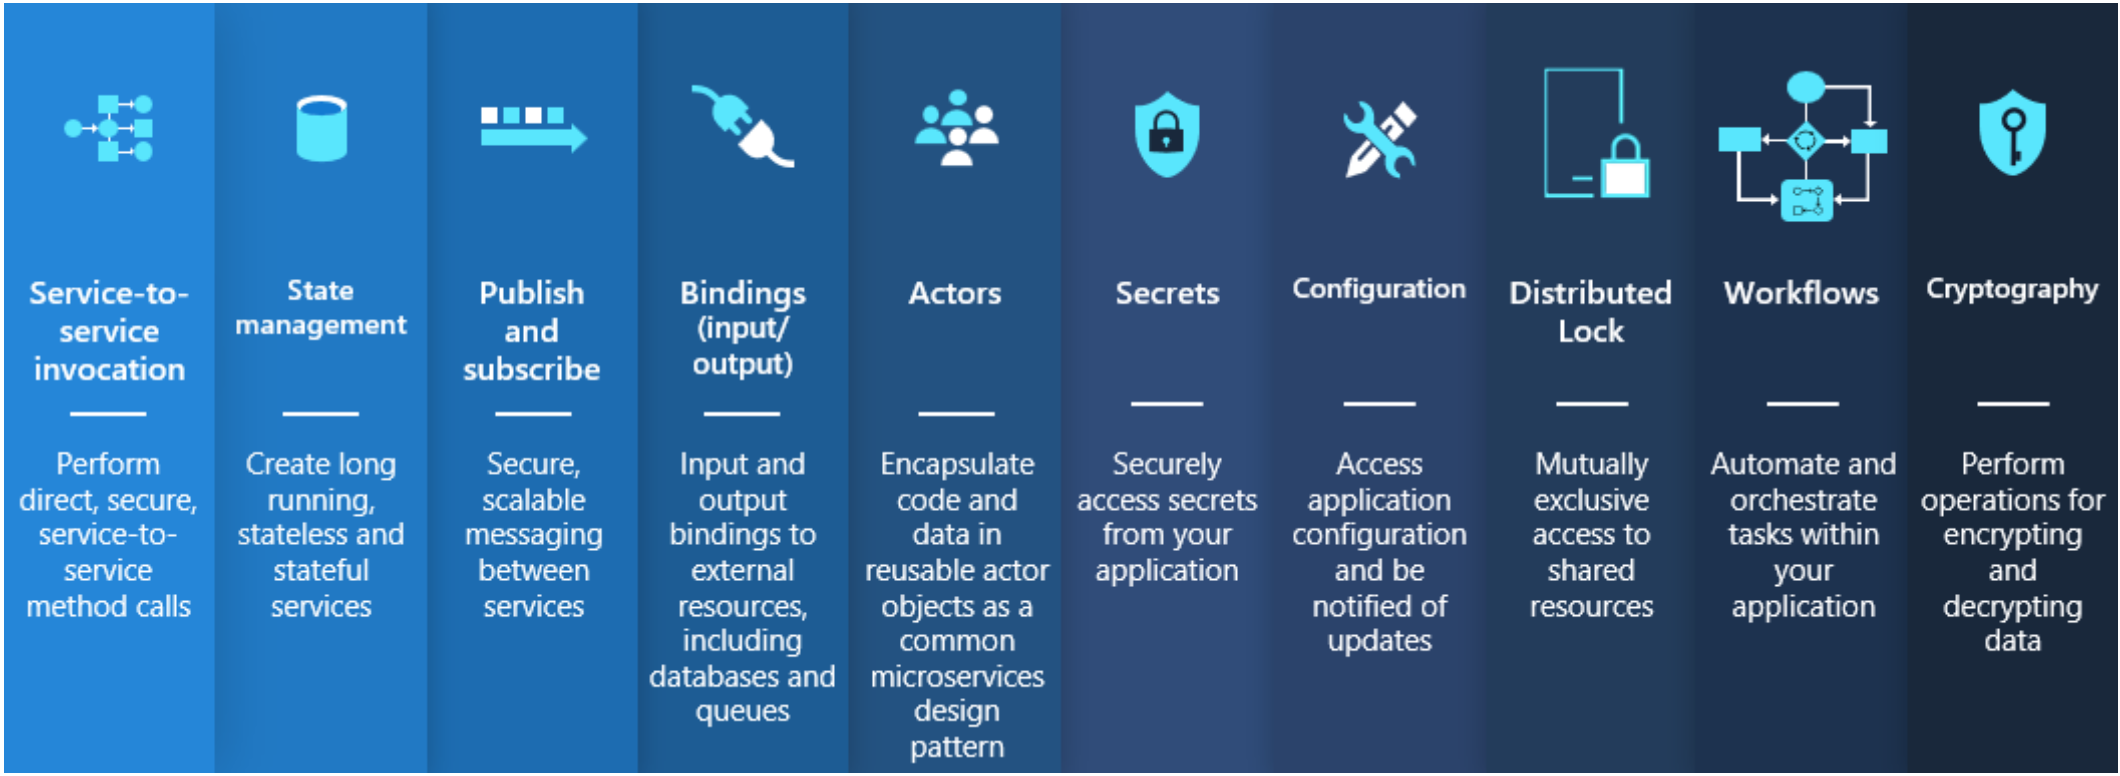 Service-to-
service
invocation
Perform
direct, secure,
service-to-
service
method calls
State
management
Create long
running,
stateless and
stateful
services
Publish
and
subscribe
Secure,
scalable
messaging
between
services
Bindings
(input/
output)
Input and
output
bindings to
external
resources,
including
databases and
queues
Actors
Encapsulate
code and
data in
reusable actor
objects as a
common
microservices
design
pattern
Secrets
Securely
access secrets
from your
application
Configuration
Access
application
configuration
and be
notified of
updates
Distributed
Lock
Mutually
exclusive
access to
shared
resources
Workflows
Automate and
orchestrate
tasks within
your
application
Cryptography
Perform
operations for
encrypting
and
decrypting
data